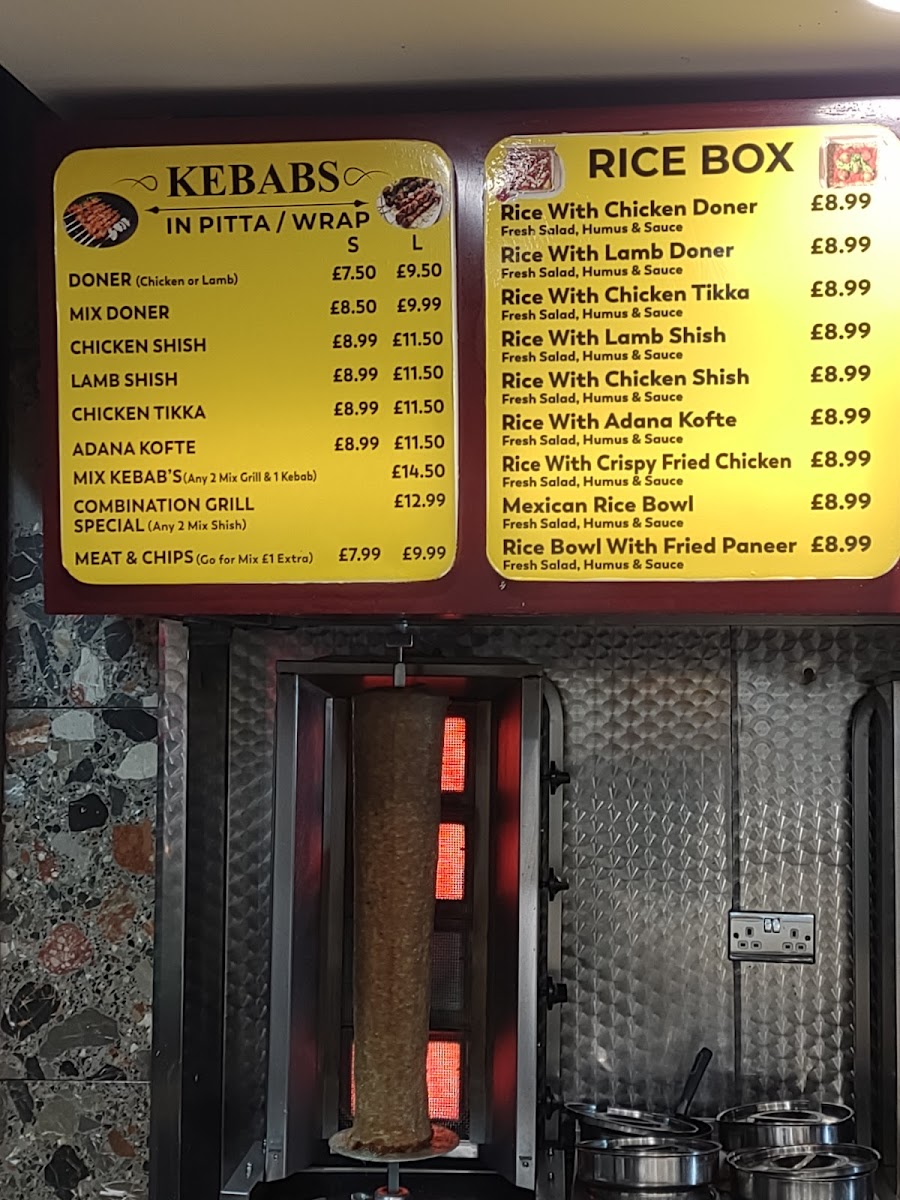 KEBABS
IN PITTA / WRAP
S L
DONER (Chicken or Lamb) £7.50 £9.50
MIX DONER £8.50 £9.99
CHICKEN SHISH £8.99 £11.50
LAMB SHISH £8.99 £11.50
CHICKEN TIKKA £8.99 £11.50
ADANA KOFTE £8.99 £11.50
MIX KEBAB'S (Any 2 Mix Grill & 1 Kebab) £14.50
COMBINATION GRILL £12.99
SPECIAL (Any 2 Mix Shish)
MEAT & CHIPS (Go for Mix £1 Extra) £7.99 £9.99
RICE BOX
Rice With Chicken Doner £8.99
Fresh Salad, Humus & Sauce
Rice With Lamb Doner £8.99
Fresh Salad, Humus & Sauce
Rice With Chicken Tikka £8.99
Fresh Salad, Humus & Sauce
Rice With Lamb Shish £8.99
Fresh Salad, Humus & Sauce
Rice With Chicken Shish £8.99
Fresh Salad, Humus & Sauce
Rice With Adana Kofte £8.99
Fresh Salad, Humus & Sauce
Rice With Crispy Fried Chicken £8.99
Fresh Salad, Humus & Sauce
Mexican Rice Bowl £8.99
Fresh Salad, Humus & Sauce
Rice Bowl With Fried Paneer £8.99
Fresh Salad, Humus & Sauce